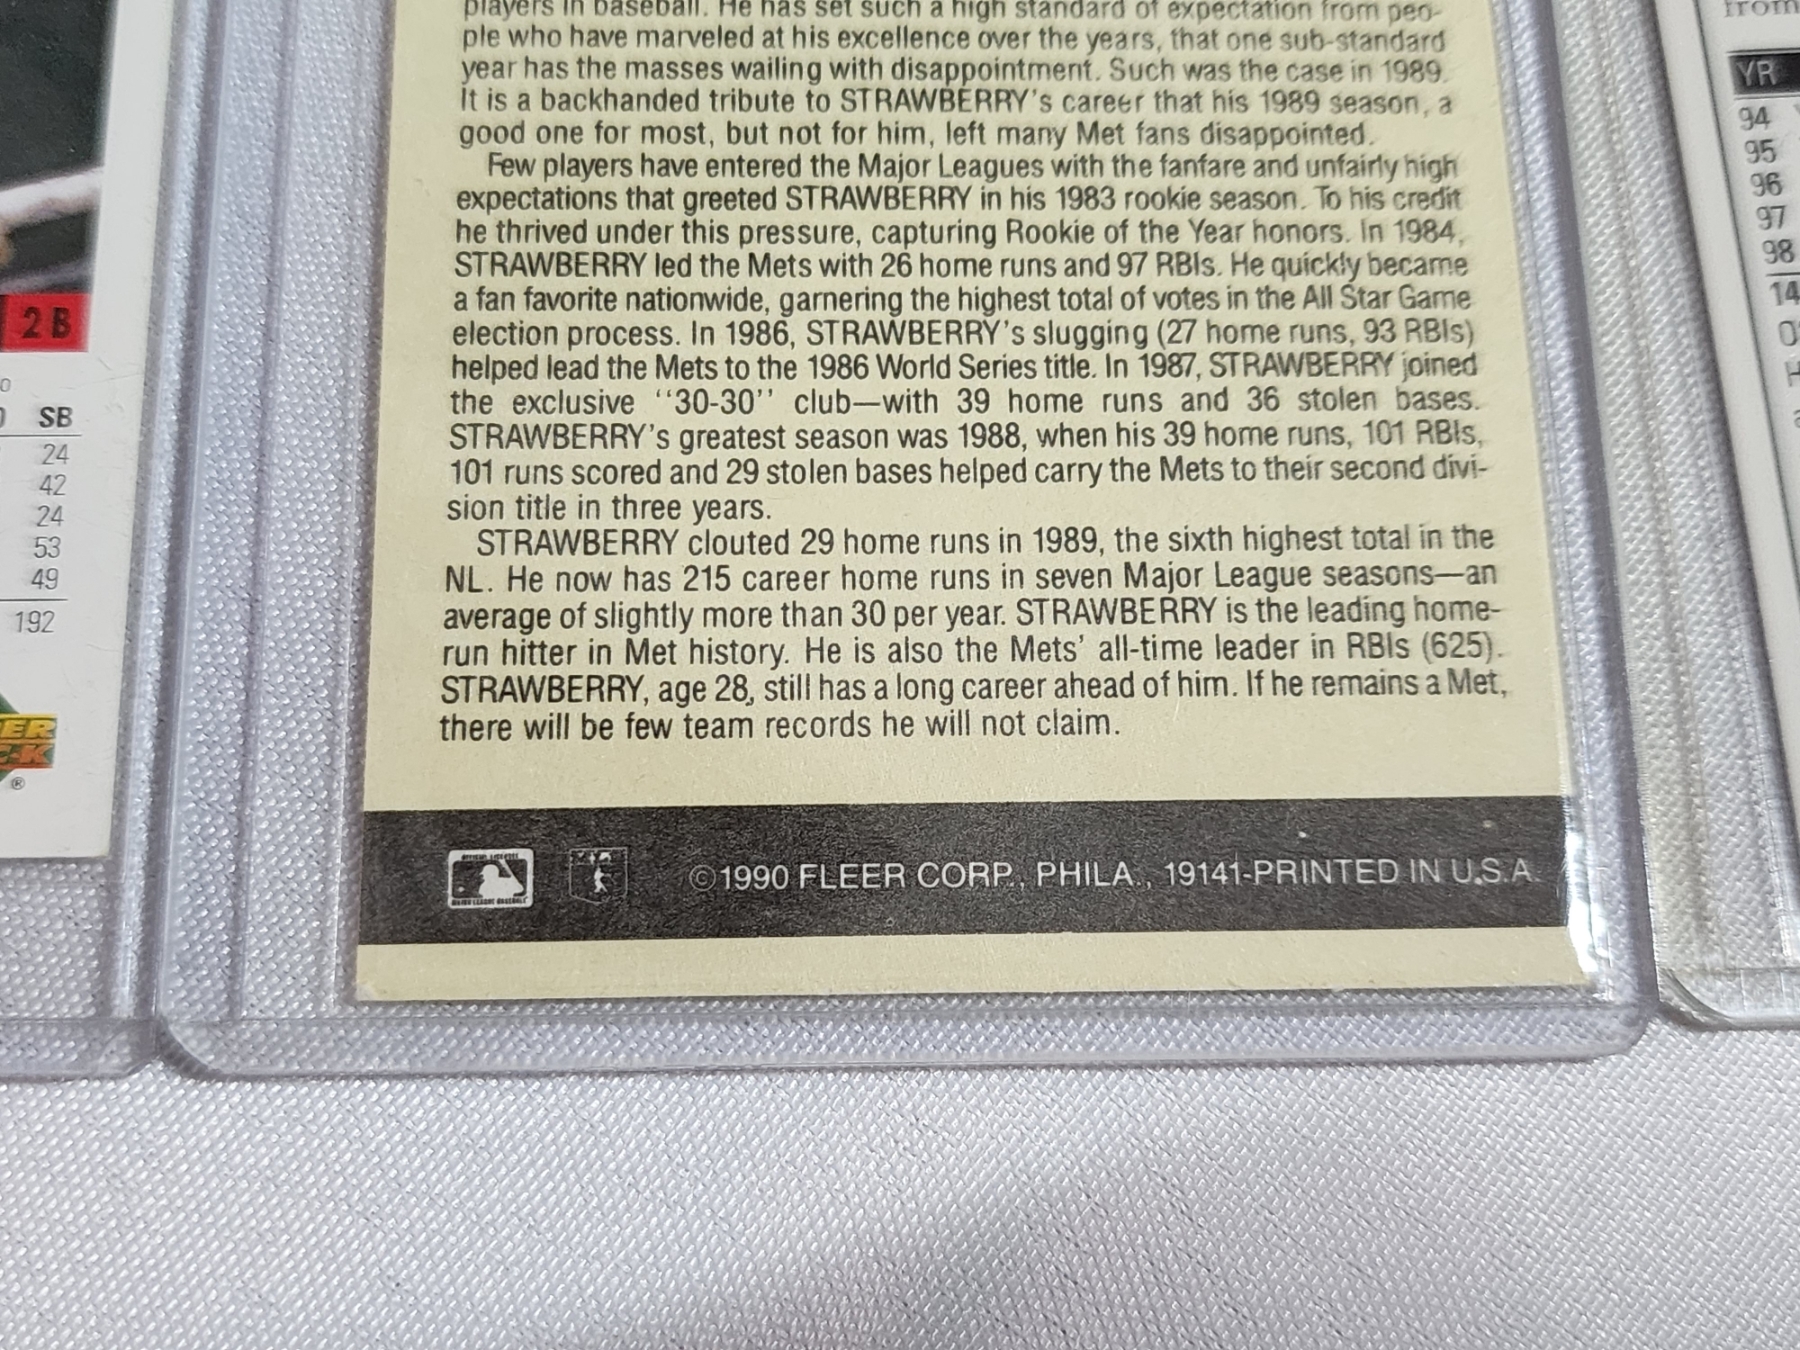 players in baseball. He has set such a high standard of expectation from peo-
ple who have marveled at his excellence over the years, that one sub-standard
year has the masses wailing with disappointment. Such was the case in 1989.
It is a backhanded tribute to STRAWBERRY's career that his 1989 season, a
good one for most, but not for him, left many Met fans disappointed.
Few players have entered the Major Leagues with the fanfare and unfairly high
expectations that greeted STRAWBERRY in his 1983 rookie season. To his credit
he thrived under this pressure, capturing Rookie of the Year honors. In 1984,
STRAWBERRY led the Mets with 26 home runs and 97 RBIs. He quickly became
a fan favorite nationwide, garnering the highest total of votes in the All Star Game
election process. In 1986, STRAWBERRY's slugging (27 home runs, 93 RBIs)
helped lead the Mets to the 1986 World Series title. In 1987, STRAWBERRY joined
the exclusive "30-30" club—with 39 home runs and 36 stolen bases.
STRAWBERRY's greatest season was 1988, when his 39 home runs, 101 RBIs,
101 runs scored and 29 stolen bases helped carry the Mets to their second divi-
sion title in three years.
STRAWBERRY clouted 29 home runs in 1989, the sixth highest total in the
NL. He now has 215 career home runs in seven Major League seasons—an
average of slightly more than 30 per year. STRAWBERRY is the leading home-
run hitter in Met history. He is also the Mets' all-time leader in RBIs (625).
STRAWBERRY, age 28, still has a long career ahead of him. If he remains a Met,
there will be few team records he will not claim.
©1990 FLEER CORP., PHILA., 19141-PRINTED IN U.S.A.
2B
SB
24
42
24
53
49
192
ER
®
from
YR
94
95
96
97
98
14